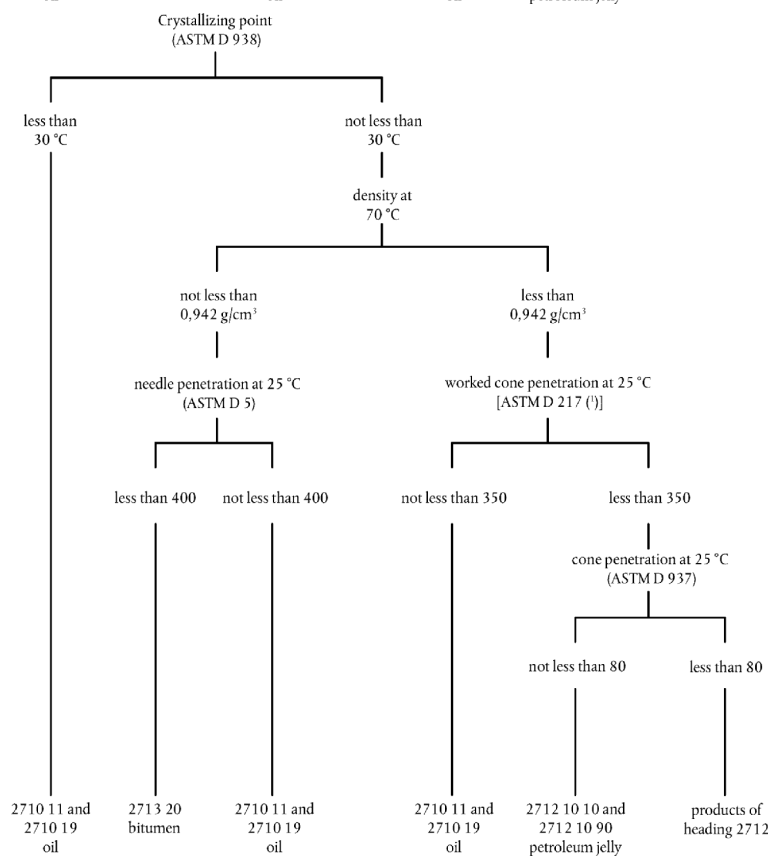 Crystallizing point
(ASTM D 938)
less than
30 °C
not less than
30 °C
density at
70 °C
not less than
0,942 g/cm³
less than
0,942 g/cm³
needle penetration at 25 °C
(ASTM D 5)
worked cone penetration at 25 °C
[ASTM D 217 (¹)]
less than 400
not less than 400
not less than 350
less than 350
cone penetration at 25 °C
(ASTM D 937)
not less than 80
less than 80
2710 11 and
2710 19
oil
2713 20
bitumen
2710 11 and
2710 19
oil
2710 11 and
2710 19
oil
2712 10 10 and
2712 10 90
petroleum jelly
products of
heading 2712